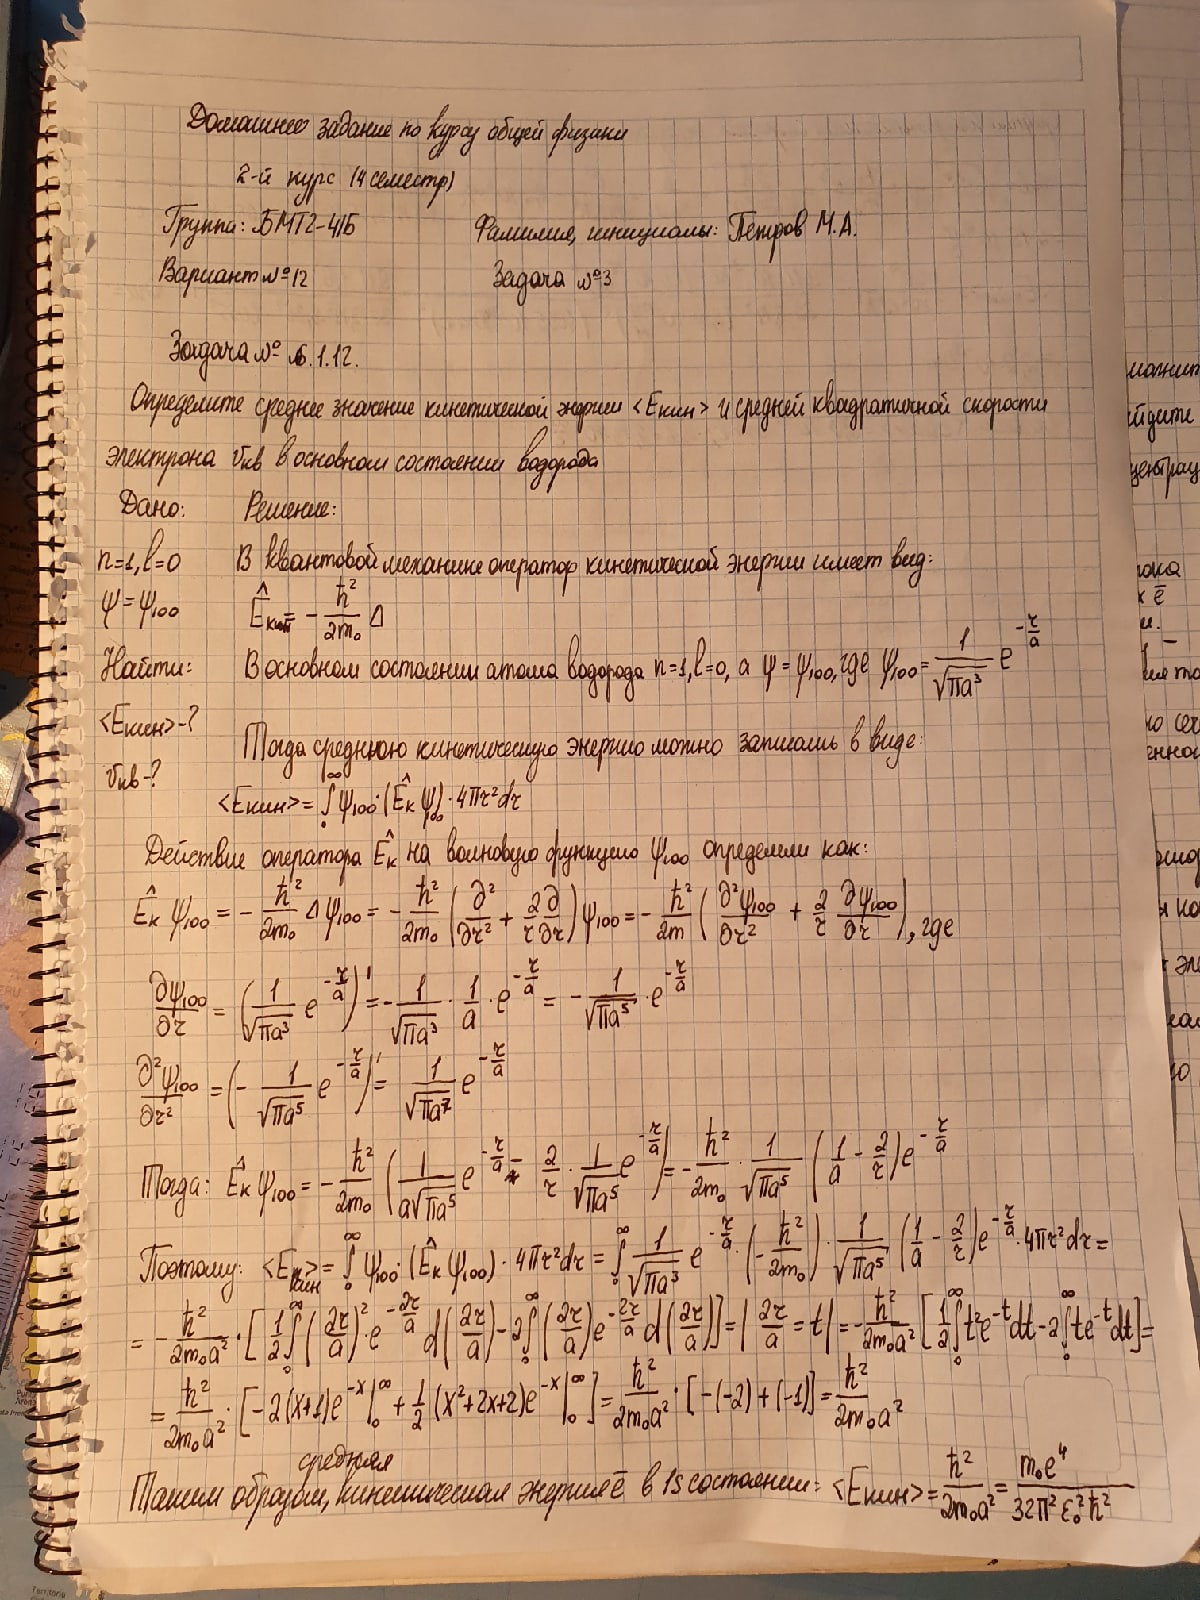 Домашнее задание по курсу общей физики
2-й курс (4 семестр)
Группа: БМТ2-41Б Фамилия, инициалы: Петров М.А.
Вариант №12 Задача №3
Задача № 6.1.12.
Определите среднее значение кинетической энергии <Eкин> и средней квадратичной скорости
электрона vкв в основном состоянии водорода
Дано: Решение:
n=1, l=0 В квантовой механике оператор кинетической энергии имеет вид:
ψ=ψ₁₀₀ Êкин = -ħ²/2m₀ Δ
Найти: В основном состоянии атома водорода n=1, l=0, а ψ=ψ₁₀₀, где ψ₁₀₀ = 1/√(πa³) e^(-r/a)
<Eкин>-?
Тогда среднюю кинетическую энергию можно записать в виде:
vкв-?
<Eкин> = ∫₀^∞ ψ₁₀₀·(Êк ψ₁₀₀)·4πr²dr
Действие оператора Êк на волновую функцию ψ₁₀₀ определим как:
Êк ψ₁₀₀ = -ħ²/2m₀ Δψ₁₀₀ = -ħ²/2m₀ (∂²/∂r² + 2∂/r∂r) ψ₁₀₀ = -ħ²/2m (∂²ψ₁₀₀/∂r² + 2/r ∂ψ₁₀₀/∂r), где
∂ψ₁₀₀/∂r = (1/√(πa³) e^(-r/a))' = -1/√(πa³) · 1/a · e^(-r/a) = -1/√(πa⁵) · e^(-r/a)
∂²ψ₁₀₀/∂r² = (-1/√(πa⁵) e^(-r/a))' = 1/√(πa⁷) e^(-r/a)
Тогда: Êк ψ₁₀₀ = -ħ²/2m₀ (1/(a√(πa⁵)) e^(-r/a) - 2/r · 1/√(πa⁵) e^(-r/a)) = -ħ²/2m₀ · 1/√(πa⁵) (1/a - 2/r) e^(-r/a)
Поэтому: <Eкин> = ∫₀^∞ ψ₁₀₀·(Êк ψ₁₀₀)·4πr²dr = ∫₀^∞ 1/√(πa³) e^(-r/a)·(-ħ²/2m₀)·1/√(πa⁵) (1/a - 2/r) e^(-r/a)·4πr²dr =
= -ħ²/2m₀a² · [1/2 ∫₀^∞ (2r/a)²·e^(-2r/a) d(2r/a) - 2∫₀^∞ (2r/a) e^(-2r/a) d(2r/a)] = |2r/a = t| = -ħ²/2m₀a² [1/2 ∫₀^∞ t²e^(-t)dt - 2∫₀^∞ te^(-t)dt] =
= ħ²/2m₀a² · [-2(x+1)e^(-x)|₀^∞ + 1/2 (x²+2x+2)e^(-x)|₀^∞] = ħ²/2m₀a² · [-(-2)+(-1)] = ħ²/2m₀a²
средняя
Таким образом, кинетическая энергия ē в 1s состоянии: <Eкин> = ħ²/2m₀a² = m₀e⁴/32π²ε₀²ħ²